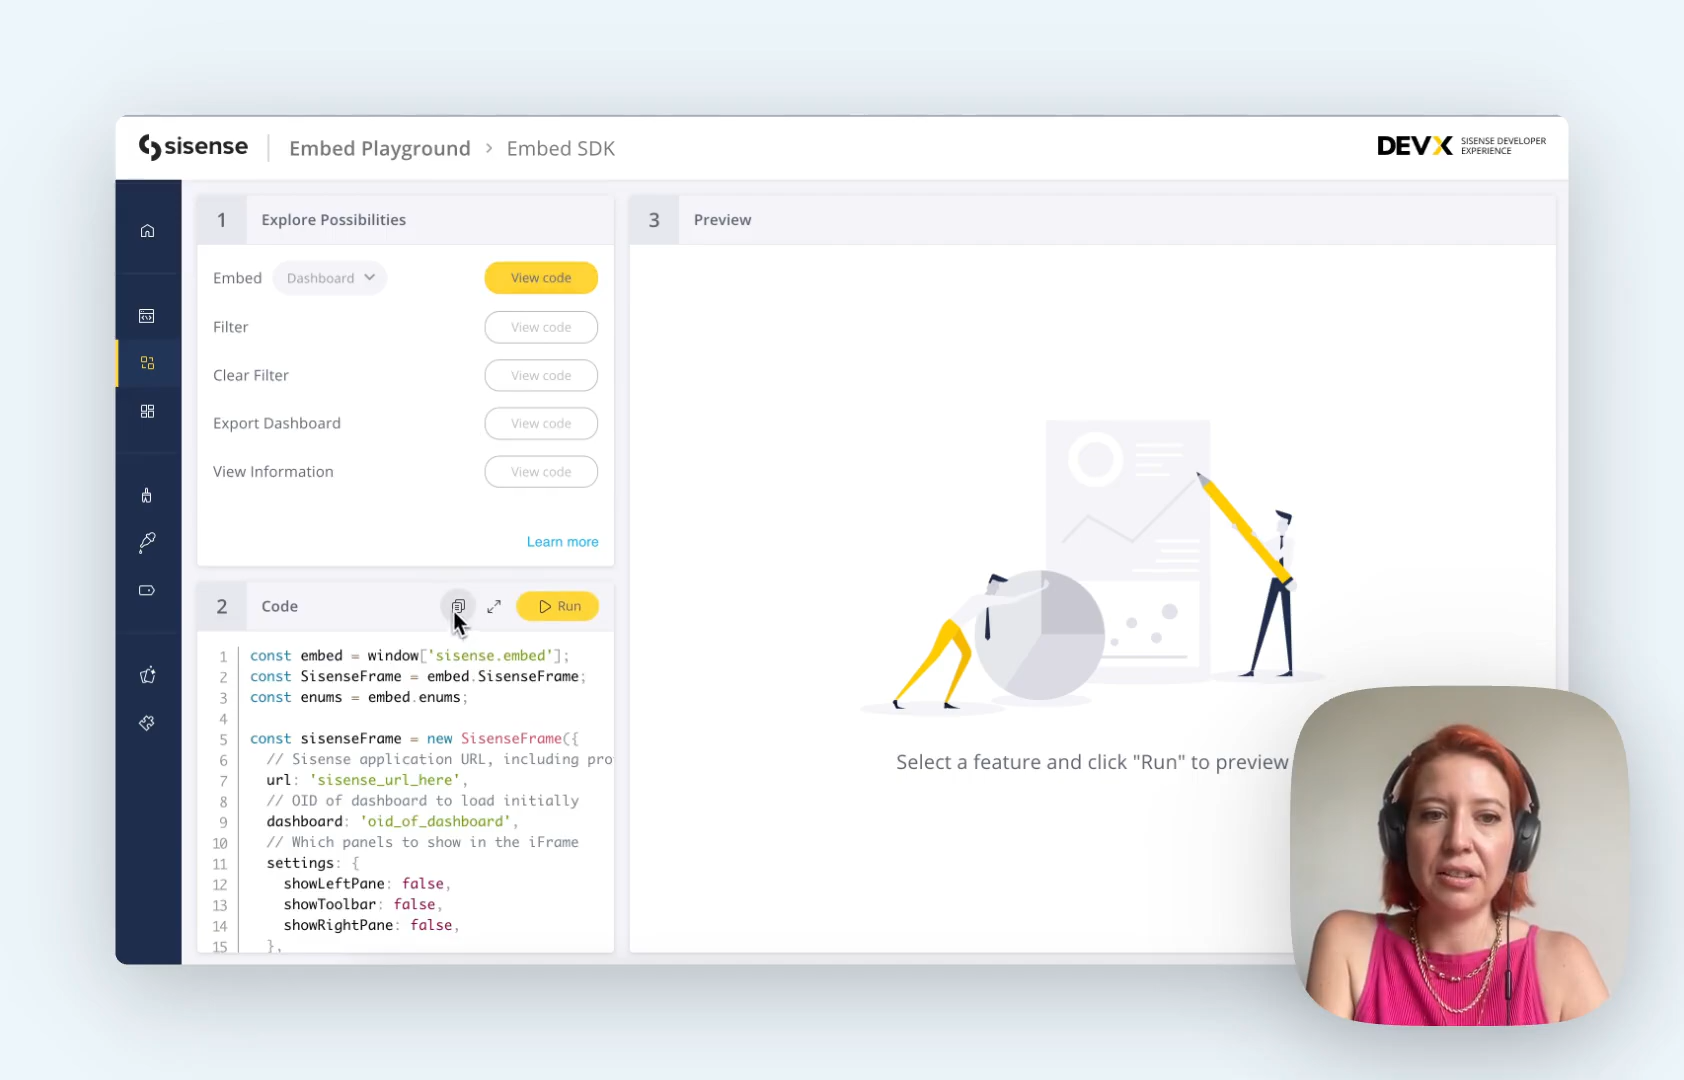 sisense
Embed Playground > Embed SDK
DEVX SISENSE DEVELOPER
EXPERIENCE
1 Explore Possibilities
Embed Dashboard View code
Filter View code
Clear Filter View code
Export Dashboard View code
View Information View code
Learn more
2 Code Run
1 const embed = window['sisense.embed'];
2 const SisenseFrame = embed.SisenseFrame;
3 const enums = embed.enums;
4
5 const sisenseFrame = new SisenseFrame({
6 // Sisense application URL, including pro
7 url: 'sisense_url_here',
8 // OID of dashboard to load initially
9 dashboard: 'oid_of_dashboard',
10 // Which panels to show in the iFrame
11 settings: {
12 showLeftPane: false,
13 showToolbar: false,
14 showRightPane: false,
15 },
3 Preview
Select a feature and click "Run" to preview